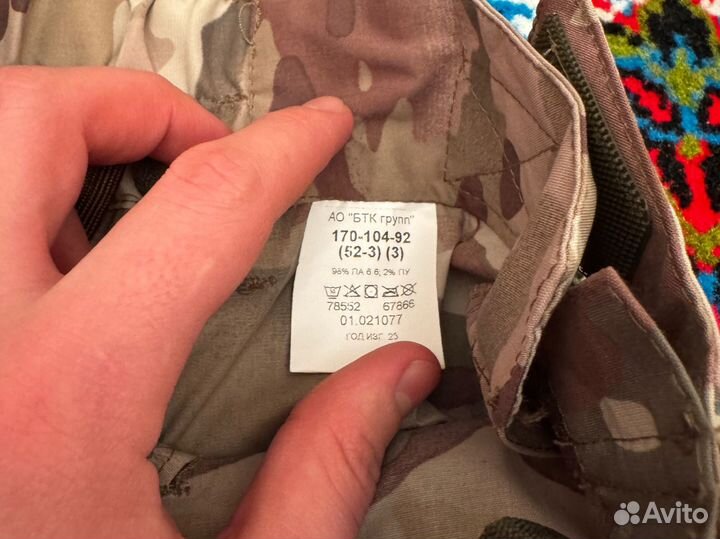 АО "БТК групп"
170-104-92
(52-3) (3)
98% ПА 6.6; 2% ПУ
78552 67866
01.021077
ГОД ИЗГ. 23
Avito